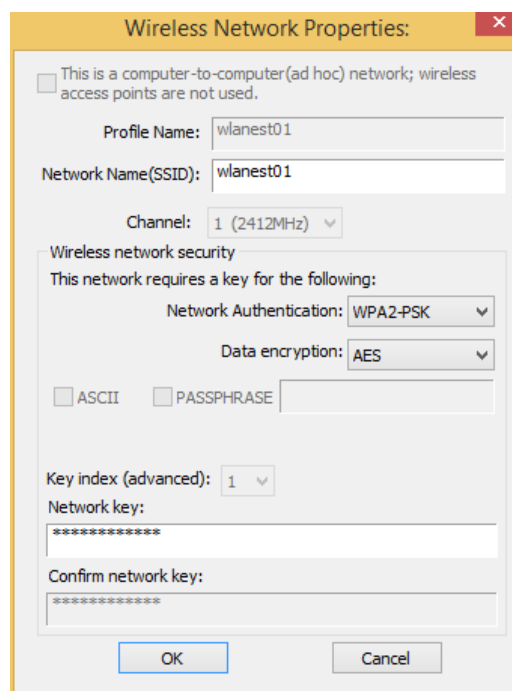 Wireless Network Properties:
This is a computer-to-computer(ad hoc) network; wireless
access points are not used.
Profile Name: wlanest01
Network Name(SSID): wlanest01
Channel: 1 (2412MHz)
Wireless network security
This network requires a key for the following:
Network Authentication: WPA2-PSK
Data encryption: AES
ASCII PASSPHRASE
Key index (advanced): 1
Network key:
************
Confirm network key:
************
OK Cancel